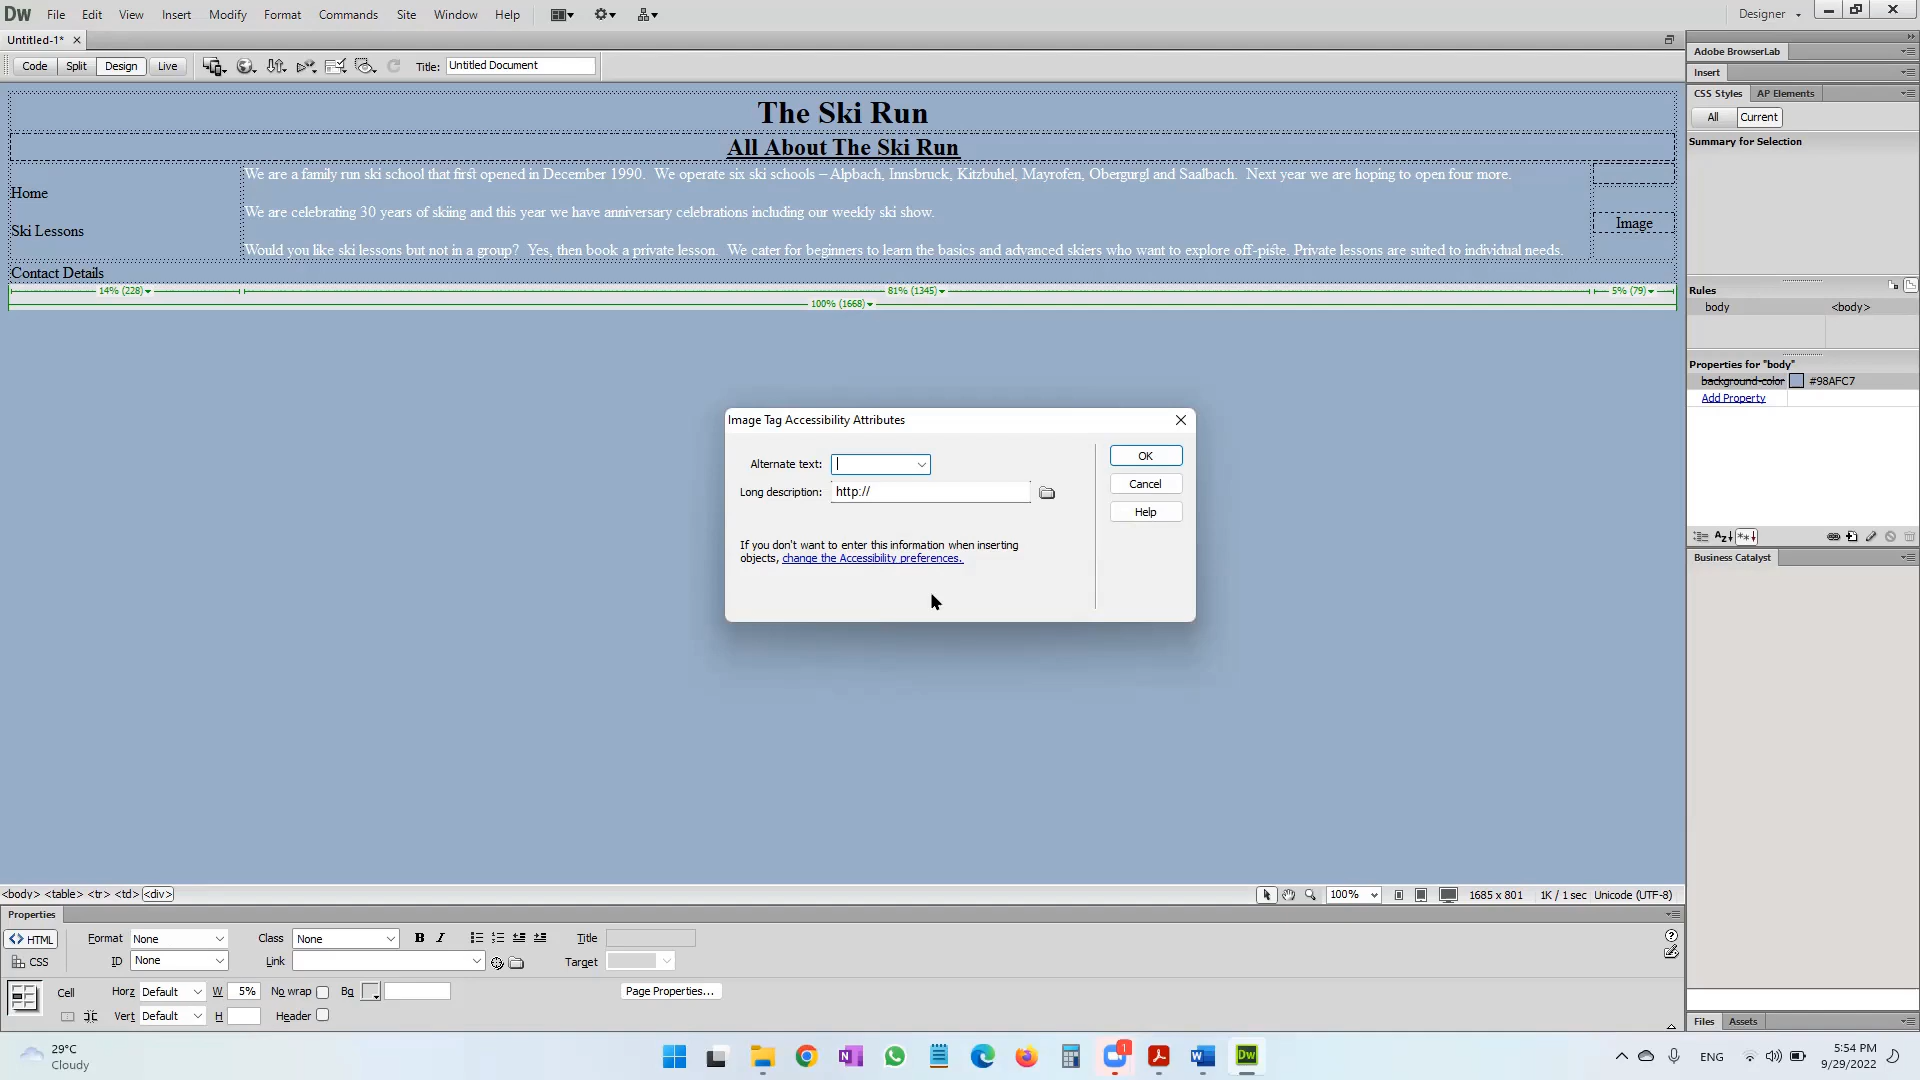 Dw File Edit View Insert Modify Format Commands Site Window Help Designer
Untitled-1* ×
Code Split Design Live Title: Untitled Document
The Ski Run
All About The Ski Run
Home
Ski Lessons
We are a family run ski school that first opened in December 1990. We operate six ski schools – Alpbach, Innsbruck, Kitzbuhel, Mayrofen, Obergurgl and Saalbach. Next year we are hoping to open four more.
We are celebrating 30 years of skiing and this year we have anniversary celebrations including our weekly ski show.
Would you like ski lessons but not in a group? Yes, then book a private lesson. We cater for beginners to learn the basics and advanced skiers who want to explore off-piste. Private lessons are suited to individual needs.
Image
Contact Details
14% (228) 81% (1345) 5% (79)
100% (1668)
Image Tag Accessibility Attributes
Alternate text:
Long description: http://
OK
Cancel
Help
If you don't want to enter this information when inserting
objects, change the Accessibility preferences.
Adobe BrowserLab
Insert
CSS Styles AP Elements
All Current
Summary for Selection
Rules
body <body>
Properties for "body"
background-color #98AFC7
Add Property
Business Catalyst
Files Assets
<body> <table> <tr> <td> <div> 100% 1685 x 801 1K / 1 sec Unicode (UTF-8)
Properties
<> HTML Format None Class None B I Title
CSS ID None Link Target
Cell Horz Default W 5% No wrap Bg Page Properties...
Vert Default H Header
29°C
Cloudy
1
Dw
ENG
5:54 PM
9/29/2022